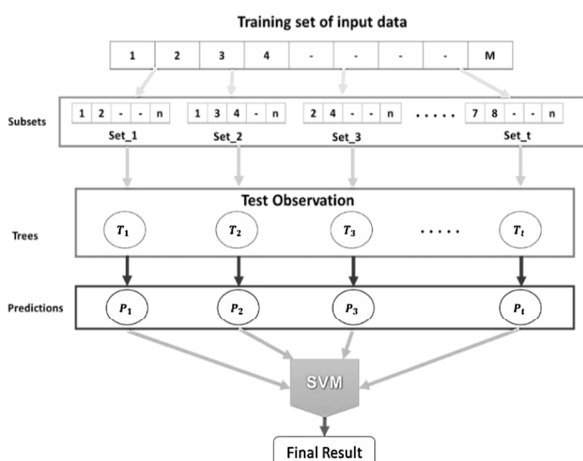 Training set of input data
1 2 3 4 - - - - M
Subsets
1 2 - - n 1 3 4 - n 2 4 - - n ..... 7 8 - - n
Set_1 Set_2 Set_3 Set_t
Test Observation
Trees
T1 T2 T3 ..... Tt
Predictions
P1 P2 P3 Pt
SVM
Final Result